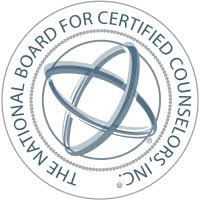 THE NATIONAL BOARD FOR CERTIFIED COUNSELORS, INC.®
®